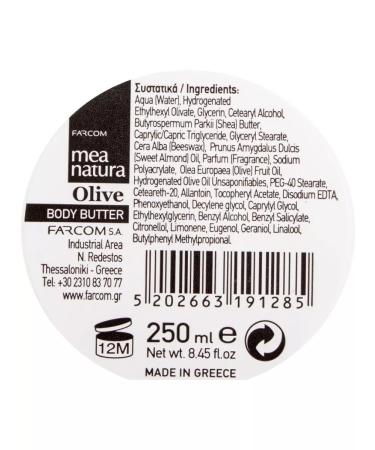 Συστατικά / Ingredients:
Aqua (Water), Hydrogenated
Ethylhexyl Olivate, Glycerin, Cetearyl Alcohol,
Butyrospermum Parkii (Shea) Butter,
Caprylic/Capric Triglyceride, Glyceryl Stearate,
Cera Alba (Beeswax), Prunus Amygdalus Dulcis
(Sweet Almond) Oil, Parfum (Fragrance), Sodium
Polyacrylate, Olea Europaea (Olive) Fruit Oil,
Hydrogenated Olive Oil Unsaponifiables, PEG-40 Stearate,
Ceteareth-20, Allantoin, Tocopheryl Acetate, Disodium EDTA,
Phenoxyethanol, Decylene glycol, Caprylyl Glycol,
Ethylhexylglycerin, Benzyl Alcohol, Benzyl Salicylate,
Citronellol, Limonene, Eugenol, Geraniol, Linalool,
Butylphenyl Methylpropional.
FARCOM
mea
natura
Olive
BODY BUTTER
FARCOM S.A.
Industrial Area
N. Redestos
Thessaloniki - Greece
Tel.: +30 2310 83 70 77
www.farcom.gr
5 202663 191285
12M
250 ml e
Net wt. 8.45 fl.oz
MADE IN GREECE